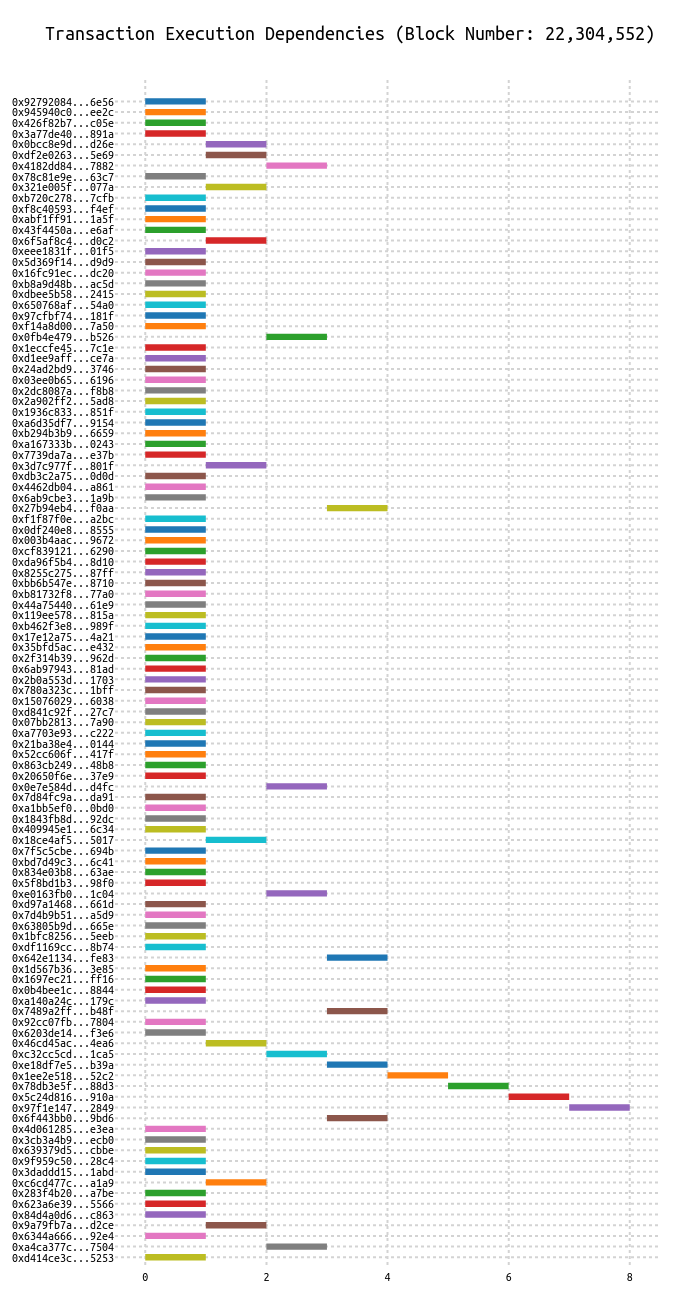 Transaction Execution Dependencies (Block Number: 22,304,552)
0x92792084...6e56
0x945940c0...ee2c
0x426f82b7...c05e
0x3a77de40...891a
0x0bcc8e9d...d26e
0xdf2e0263...5e69
0x4182dd84...7882
0x78c81e9e...63c7
0x321e005f...077a
0xb720c278...7cfb
0xf8c40593...f4ef
0xabf1ff91...1a5f
0x43f4450a...e6af
0x6f5af8c4...d0c2
0xeee1831f...01f5
0x5d369f14...d9d9
0x16fc91ec...dc20
0xb8a9d48b...ac5d
0xdbee5b58...2415
0x650768af...54a0
0x97cfbf74...181f
0xf14a8d00...7a50
0x0fb4e479...b526
0x1eccfe45...7c1e
0xd1ee9aff...ce7a
0x24ad2bd9...3746
0x03ee0b65...6196
0x2dc8087a...f8b8
0x2a902ff2...5ad8
0x1936c833...851f
0xa6d35df7...9154
0xb294b3b9...6659
0xa167333b...0243
0x7739da7a...e37b
0x3d7c977f...801f
0xdb3c2a75...0d0d
0x4462db04...a861
0x6ab9cbe3...1a9b
0x27b94eb4...f0aa
0xf1f87f0e...a2bc
0x0df240e8...8555
0x003b4aac...9672
0xcf839121...6290
0xda96f5b4...8d10
0x8255c275...87ff
0xbb6b547e...8710
0xb81732f8...77a0
0x44a75440...61e9
0x119ee578...815a
0xb462f3e8...989f
0x17e12a75...4a21
0x35bfd5ac...e432
0x2f314b39...962d
0x6ab97943...81ad
0x2b0a553d...1703
0x780a323c...1bff
0x15076029...6038
0xd841c92f...27c7
0x07bb2813...7a90
0xa7703e93...c222
0x21ba38e4...0144
0x52cc606f...417f
0x863cb249...48b8
0x20650f6e...37e9
0x0e7e584d...d4fc
0x7d84fc9a...da91
0xa1bb5ef0...0bd0
0x1843fb8d...92dc
0x409945e1...6c34
0x18ce4af5...5017
0x7f5c5cbe...694b
0xbd7d49c3...6c41
0x834e03b8...63ae
0x5f8bd1b3...98f0
0xe0163fb0...1c04
0xd97a1468...661d
0x7d4b9b51...a5d9
0x63805b9d...665e
0x1bfc8256...5eeb
0xdf1169cc...8b74
0x642e1134...fe83
0x1d567b36...3e85
0x1697ec21...ff16
0x0b4bee1c...8844
0xa140a24c...179c
0x7489a2ff...b48f
0x92cc07fb...7804
0x6203de14...f3e6
0x46cd45ac...4ea6
0xc32cc5cd...1ca5
0xe18df7e5...b39a
0x1ee2e518...52c2
0x78db3e5f...88d3
0x5c24d816...910a
0x97f1e147...2849
0x6f443bb0...9bd6
0x4d061285...e3ea
0x3cb3a4b9...ecb0
0x639379d5...cbbe
0x9f959c50...28c4
0x3daddd15...1abd
0xc6cd477c...a1a9
0x283f4b20...a7be
0x623a6e39...5566
0x84d4a0d6...c863
0x9a79fb7a...d2ce
0x6344a666...92e4
0xa4ca377c...7504
0xd414ce3c...5253
0 2 4 6 8